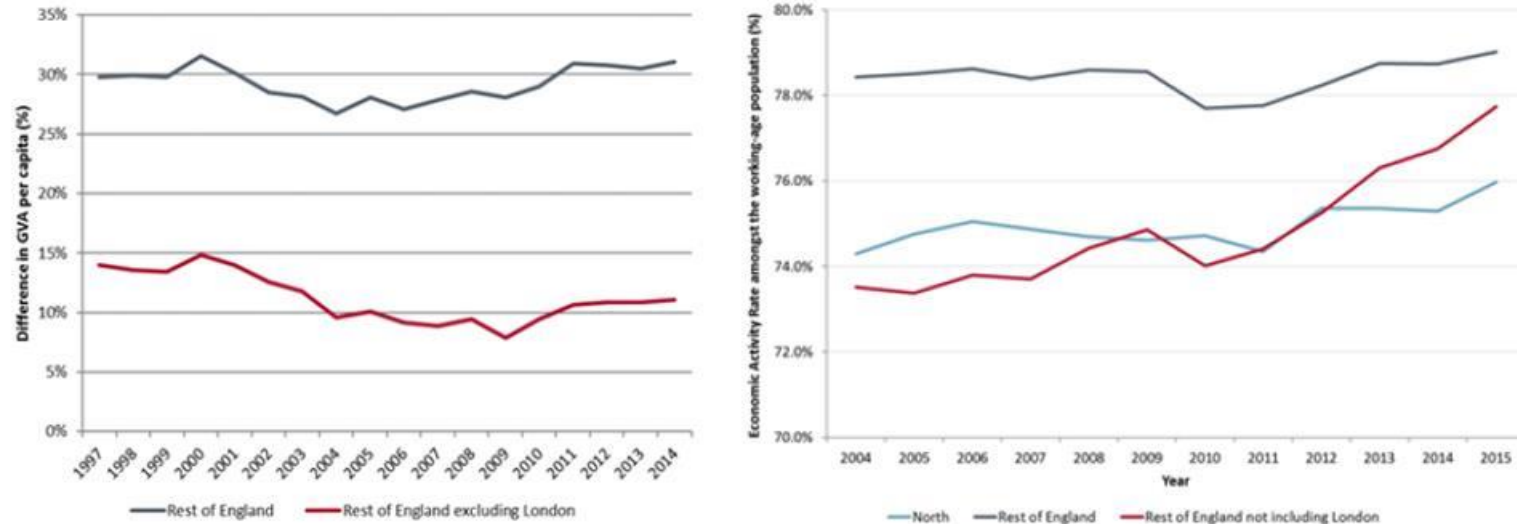 Difference in GVA per capita (%)
35%
30%
25%
20%
15%
10%
5%
0%
1997 1998 1999 2000 2001 2002 2003 2004 2005 2006 2007 2008 2009 2010 2011 2012 2013 2014
Rest of England Rest of England excluding London
Economic Activity Rate amongst the working-age population (%)
80.0%
78.0%
76.0%
74.0%
72.0%
70.0%
2004 2005 2006 2007 2008 2009 2010 2011 2012 2013 2014 2015
Year
North Rest of England Rest of England not including London